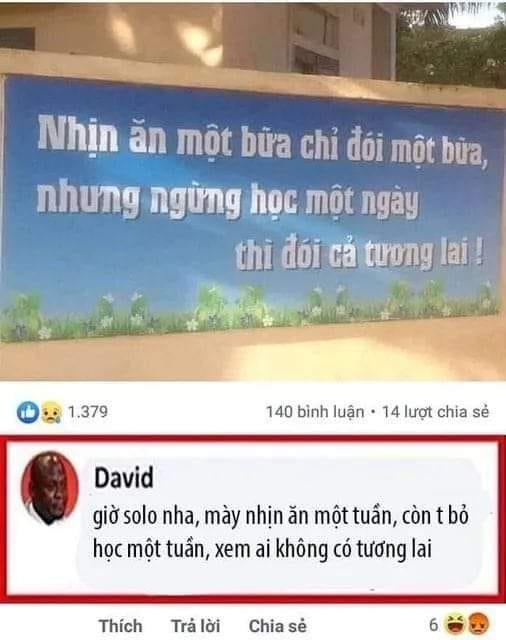 Nhịn ăn một bữa chỉ đói một bữa,
nhưng ngừng học một ngày
thì đói cả tương lai !
1.379
140 bình luận • 14 lượt chia sẻ
David
giờ solo nha, mày nhịn ăn một tuần, còn t bỏ
học một tuần, xem ai không có tương lai
Thích Trả lời Chia sẻ 6